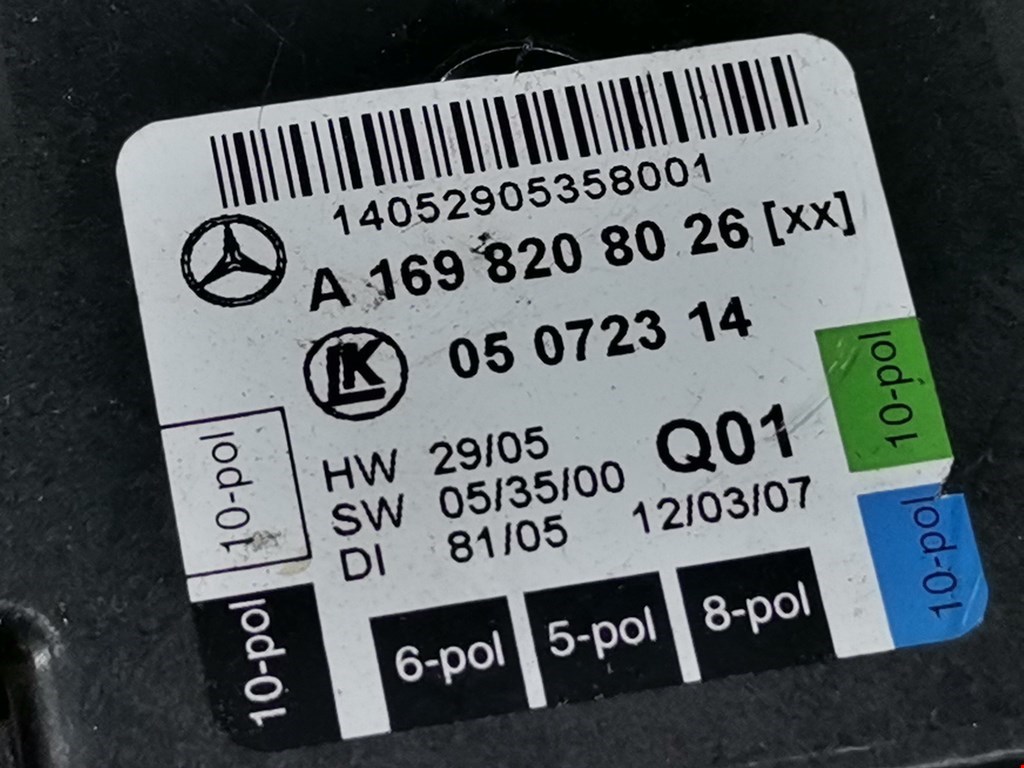 14052905358001
A 169 820 80 26 [xx]
LK 05 0723 14
HW 29/05 Q01
SW 05/35/00
DI 81/05 12/03/07
10-pol
10-pol
6-pol
5-pol
8-pol
10-pol
10-pol